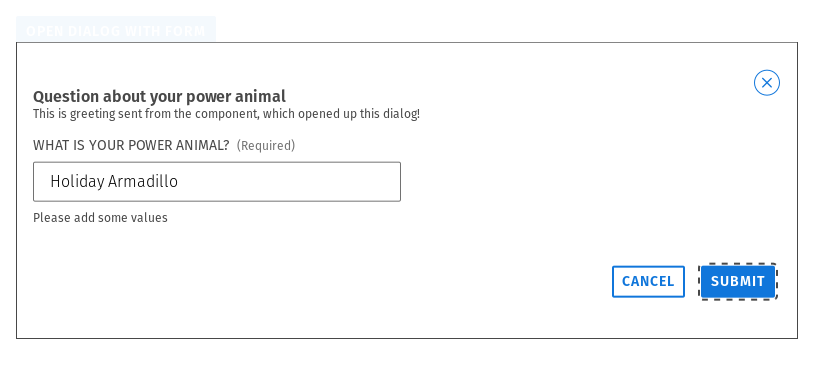 OPEN DIALOG WITH FORM
Question about your power animal
This is greeting sent from the component, which opened up this dialog!
WHAT IS YOUR POWER ANIMAL? (Required)
Holiday Armadillo
Please add some values
CANCEL SUBMIT